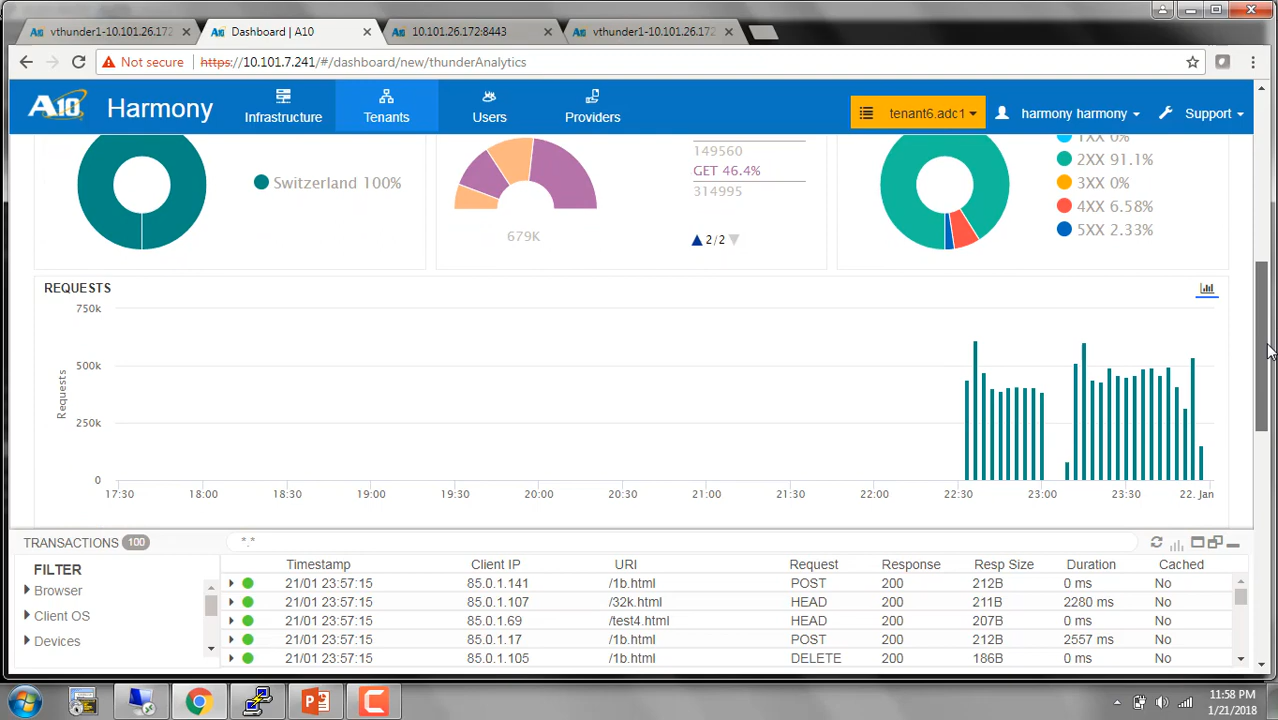 vthunder1-10.101.26.172
Dashboard | A10
10.101.26.172:8443
vthunder1-10.101.26.172
Not secure
https://10.101.7.241/#/dashboard/new/thunderAnalytics
A10
Harmony
Infrastructure
Tenants
Users
Providers
tenant6.adc1
harmony harmony
Support
Switzerland 100%
149560
GET 46.4%
314995
679K
2/2
1XX 0%
2XX 91.1%
3XX 0%
4XX 6.58%
5XX 2.33%
REQUESTS
750k
500k
250k
0
Requests
17:30 18:00 18:30 19:00 19:30 20:00 20:30 21:00 21:30 22:00 22:30 23:00 23:30 22. Jan
TRANSACTIONS 100
*.*
FILTER
Browser
Client OS
Devices
Timestamp Client IP URI Request Response Resp Size Duration Cached
21/01 23:57:15 85.0.1.141 /1b.html POST 200 212B 0 ms No
21/01 23:57:15 85.0.1.107 /32k.html HEAD 200 211B 2280 ms No
21/01 23:57:15 85.0.1.69 /test4.html HEAD 200 207B 0 ms No
21/01 23:57:15 85.0.1.17 /1b.html POST 200 212B 2557 ms No
21/01 23:57:15 85.0.1.105 /1b.html DELETE 200 186B 0 ms No
11:58 PM
1/21/2018